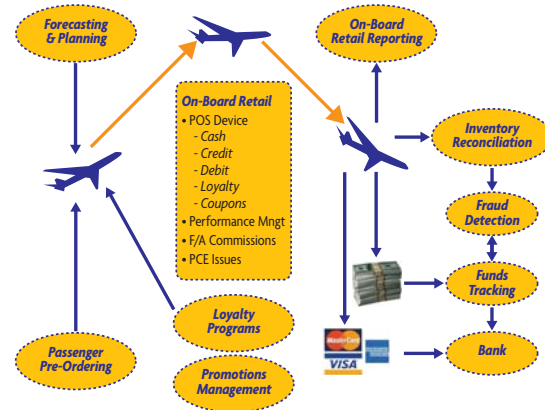 Forecasting
& Planning
On-Board
Retail Reporting
On-Board Retail
• POS Device
- Cash
- Credit
- Debit
- Loyalty
- Coupons
• Performance Mngt
• F/A Commissions
• PCE Issues
Inventory
Reconciliation
Fraud
Detection
Funds
Tracking
Bank
Loyalty
Programs
Promotions
Management
Passenger
Pre-Ordering
MasterCard
VISA